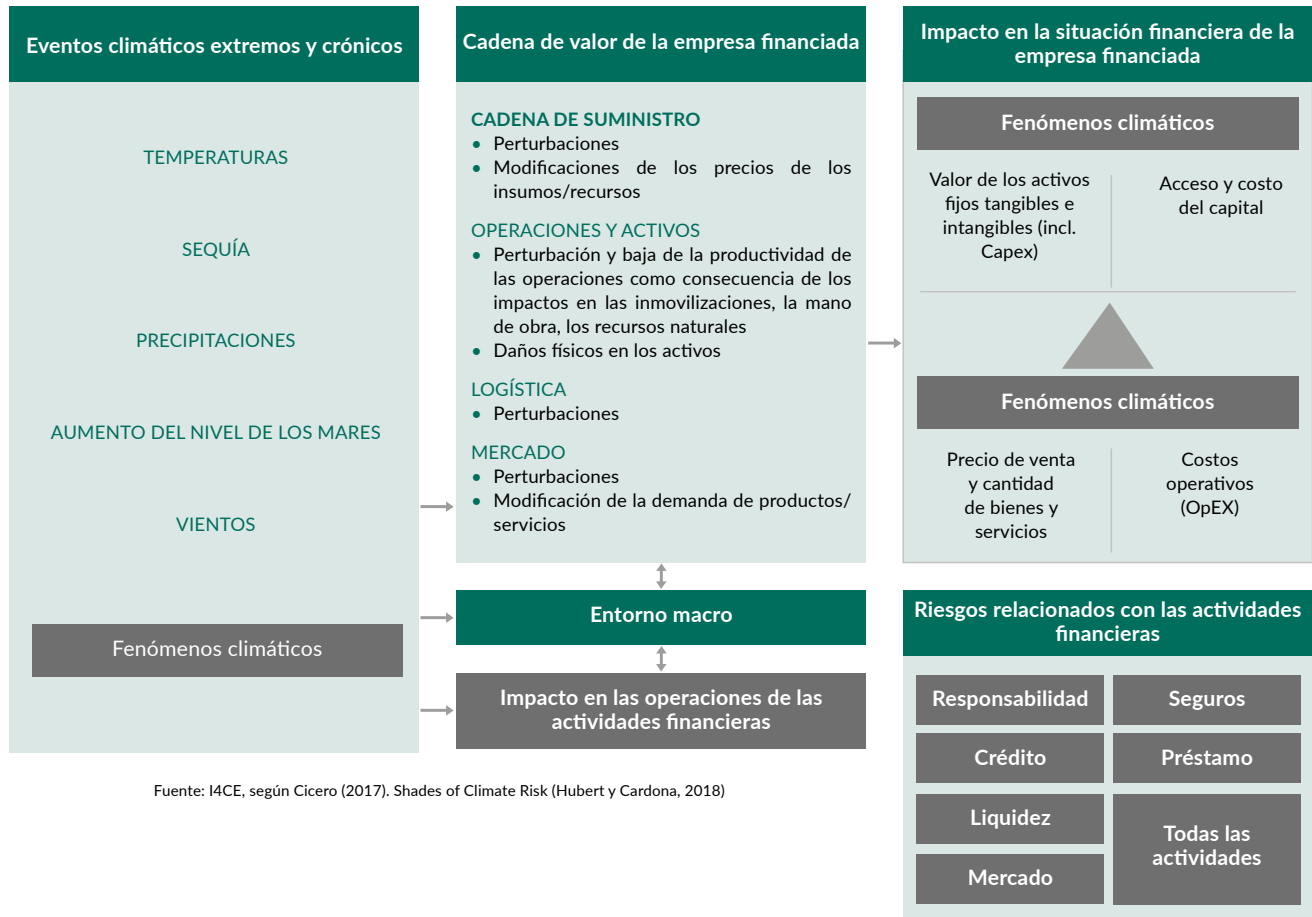 Eventos climáticos extremos y crónicos
TEMPERATURAS
SEQUÍA
PRECIPITACIONES
AUMENTO DEL NIVEL DE LOS MARES
VIENTOS
Fenómenos climáticos
Cadena de valor de la empresa financiada
CADENA DE SUMINISTRO
• Perturbaciones
• Modificaciones de los precios de los
insumos/recursos
OPERACIONES Y ACTIVOS
• Perturbación y baja de la productividad de
las operaciones como consecuencia de los
impactos en las inmovilizaciones, la mano
de obra, los recursos naturales
• Daños físicos en los activos
LOGÍSTICA
• Perturbaciones
MERCADO
• Perturbaciones
• Modificación de la demanda de productos/
servicios
Entorno macro
Impacto en las operaciones de las
actividades financieras
Impacto en la situación financiera de la
empresa financiada
Fenómenos climáticos
Valor de los activos
fijos tangibles e
intangibles (incl.
Capex)
Acceso y costo
del capital
Fenómenos climáticos
Precio de venta
y cantidad
de bienes y
servicios
Costos
operativos
(OpEX)
Riesgos relacionados con las actividades
financieras
Responsabilidad
Seguros
Crédito
Préstamo
Liquidez
Mercado
Todas las
actividades
Fuente: I4CE, según Cicero (2017). Shades of Climate Risk (Hubert y Cardona, 2018)